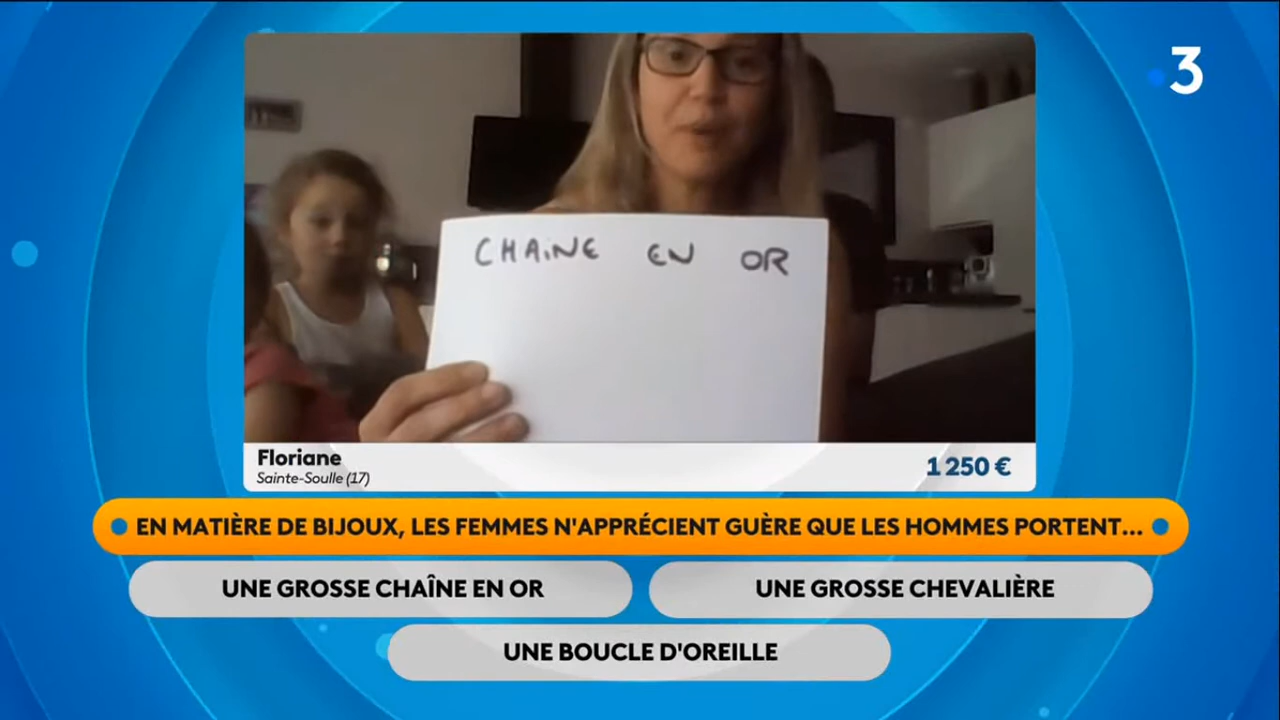 3
CHAiNE EN OR
Floriane
Sainte-Soulle (17)
1 250 €
EN MATIÈRE DE BIJOUX, LES FEMMES N'APPRÉCIENT GUÈRE QUE LES HOMMES PORTENT...
UNE GROSSE CHAÎNE EN OR
UNE GROSSE CHEVALIÈRE
UNE BOUCLE D'OREILLE